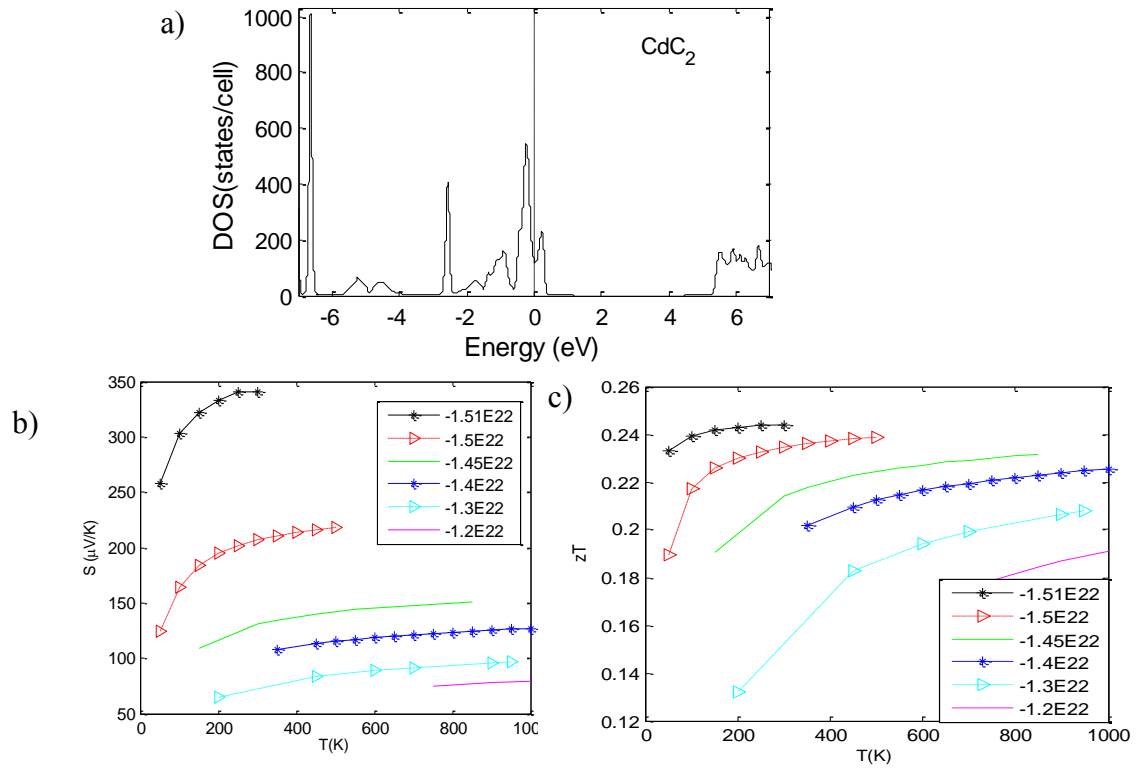 a)
CdC2
DOS(states/cell)
1000
800
600
400
200
0
-6 -4 -2 0 2 4 6
Energy (eV)
b)
S (μV/K)
350
300
250
200
150
100
50
-1.51E22
-1.5E22
-1.45E22
-1.4E22
-1.3E22
-1.2E22
0 200 400 600 800 1000
T(K)
c)
zT
0.26
0.24
0.22
0.2
0.18
0.16
0.14
0.12
-1.51E22
-1.5E22
-1.45E22
-1.4E22
-1.3E22
-1.2E22
0 200 400 600 800 1000
T(K)